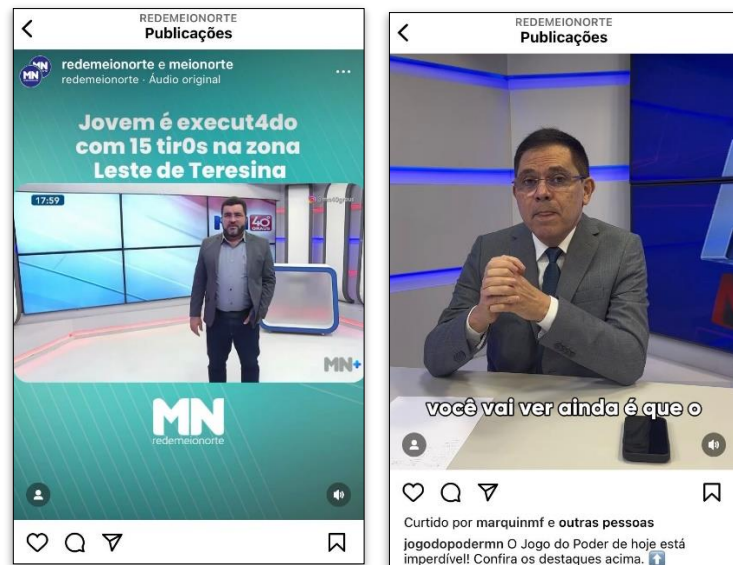 REDEMEIONORTE
Publicações
redemeionorte e meionorte
redemeionorte · Áudio original
Jovem é execut4do
com 15 tir0s na zona
Leste de Teresina
17:59
MN+
MN
redemeionorte
REDEMEIONORTE
Publicações
você vai ver ainda é que o
Curtido por marquinmf e outras pessoas
jogodopodermn O Jogo do Poder de hoje está
imperdível! Confira os destaques acima.